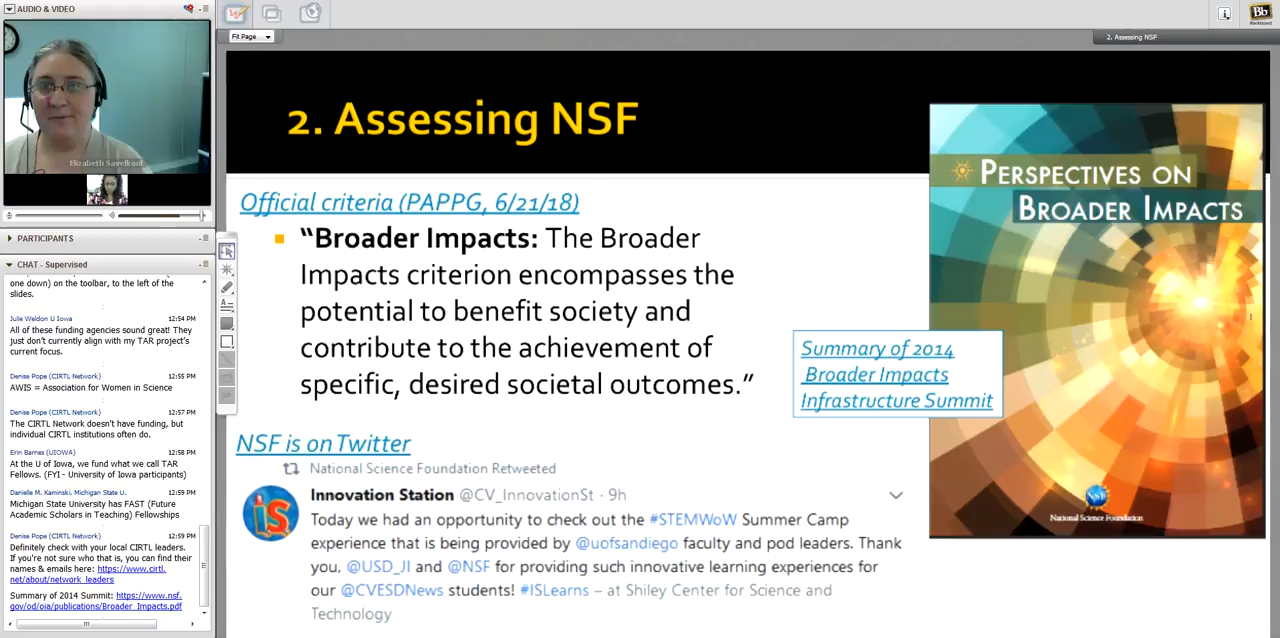 AUDIO & VIDEO
Elizabeth Savelkoul
PARTICIPANTS
CHAT - Supervised
one down) on the toolbar, to the left of the
slides.
Julie Weldon U Iowa 12:54 PM
All of these funding agencies sound great! They
just don't currently align with my TAR project's
current focus.
Denise Pope (CIRTL Network) 12:55 PM
AWIS = Association for Women in Science
Denise Pope (CIRTL Network) 12:57 PM
The CIRTL Network doesn't have funding, but
individual CIRTL institutions often do.
Erin Barnes (UIOWA) 12:58 PM
At the U of Iowa, we fund what we call TAR
Fellows. (FYI - University of Iowa participants)
Danielle M. Kaminski, Michigan State U. 12:59 PM
Michigan State University has FAST (Future
Academic Scholars in Teaching) Fellowships
Denise Pope (CIRTL Network) 12:59 PM
Definitely check with your local CIRTL leaders.
If you're not sure who that is, you can find their
names & emails here: https://www.cirtl.
net/about/network_leaders
Summary of 2014 Summit: https://www.nsf.
gov/od/oia/publications/Broader_Impacts.pdf
Fit Page
2. Assessing NSF
Bb
Blackboard
2. Assessing NSF
Official criteria (PAPPG, 6/21/18)
“Broader Impacts: The Broader
Impacts criterion encompasses the
potential to benefit society and
contribute to the achievement of
specific, desired societal outcomes.”
PERSPECTIVES ON
BROADER IMPACTS
Summary of 2014
Broader Impacts
Infrastructure Summit
NSF
National Science Foundation
NSF is on Twitter
National Science Foundation Retweeted
iS
Innovation Station @CV_InnovationSt · 9h
Today we had an opportunity to check out the #STEMWoW Summer Camp
experience that is being provided by @uofsandiego faculty and pod leaders. Thank
you, @USD_JI and @NSF for providing such innovative learning experiences for
our @CVESDNews students! #ISLearns – at Shiley Center for Science and
Technology